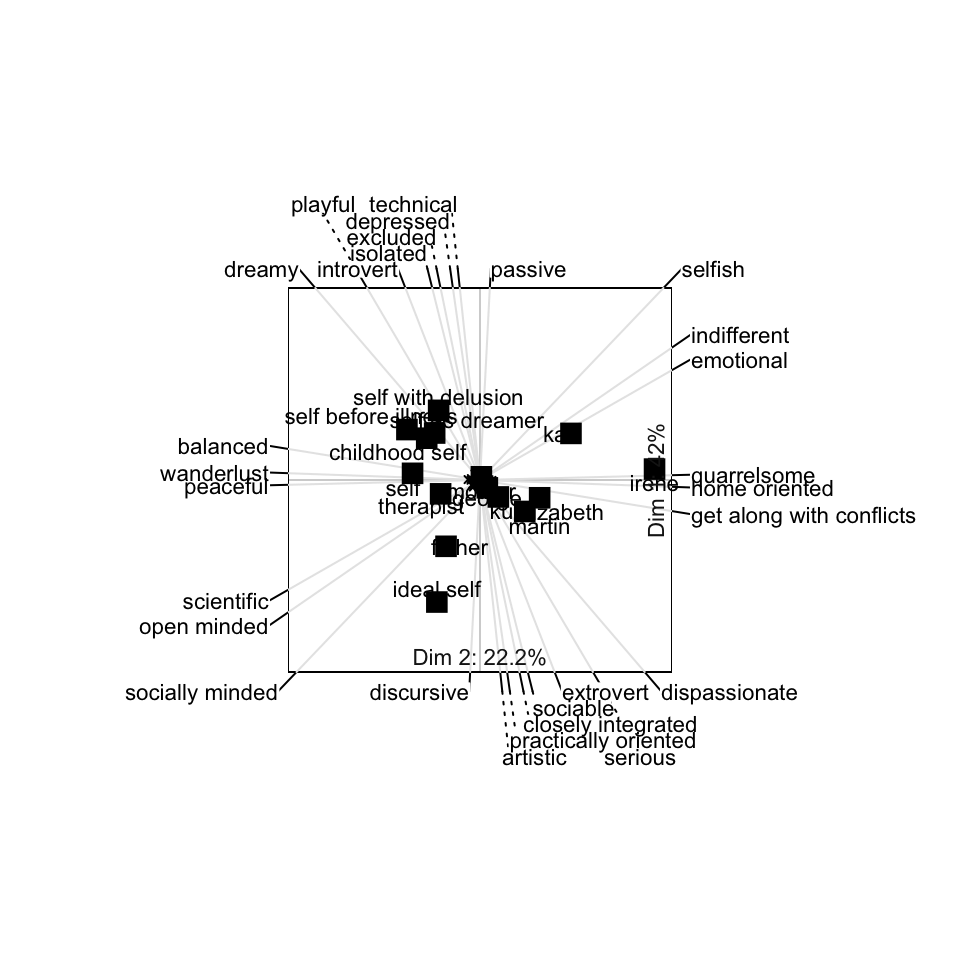 playful technical
depressed
excluded
isolated
dreamy introvert passive selfish
indifferent
emotional
self with delusion
self before illness
dreamer
balanced
childhood self
wanderlust
peaceful
self
therapist
irene
quarrelsome
home oriented
get along with conflicts
martin
father
ideal self
scientific
open minded
Dim 2: 22.2%
socially minded discursive extrovert dispassionate
sociable
closely integrated
practically oriented
artistic serious